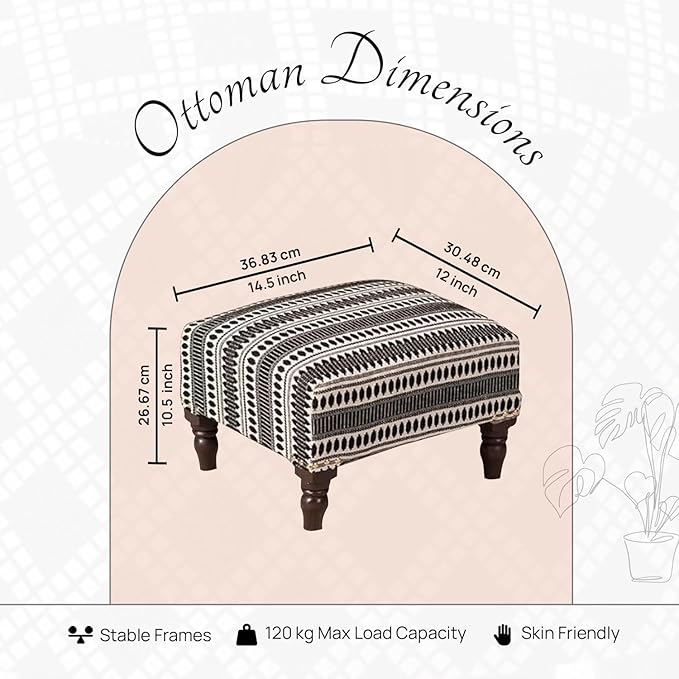 Ottoman Dimensions
36.83 cm
14.5 inch
30.48 cm
12 inch
26.67 cm
10.5 inch
Stable Frames
120 kg Max Load Capacity
Skin Friendly